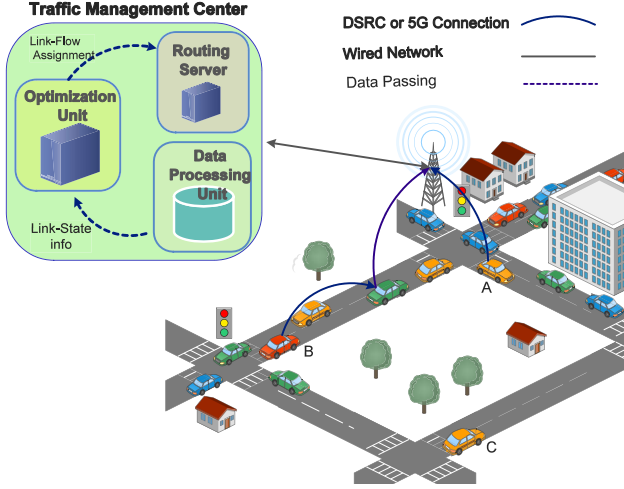 Traffic Management Center
Link-Flow
Assignment
Routing
Server
Optimization
Unit
Data
Processing
Unit
Link-State
info
DSRC or 5G Connection
Wired Network
Data Passing
A
B
C